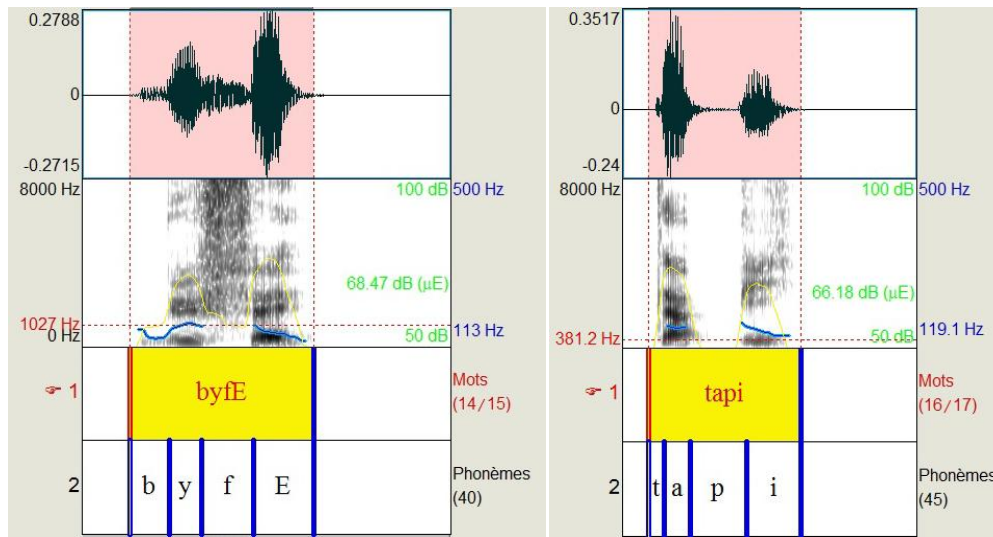 0.2788
0
-0.2715
8000 Hz
100 dB
500 Hz
68.47 dB (µE)
1027 Hz
0 Hz
50 dB
113 Hz
☞ 1
byfE
Mots
(14/15)
2
b y f E
Phonèmes
(40)
0.3517
0
-0.24
8000 Hz
100 dB
500 Hz
66.18 dB (µE)
381.2 Hz
50 dB
119.1 Hz
☞ 1
tapi
Mots
(16/17)
2
t a p i
Phonèmes
(45)